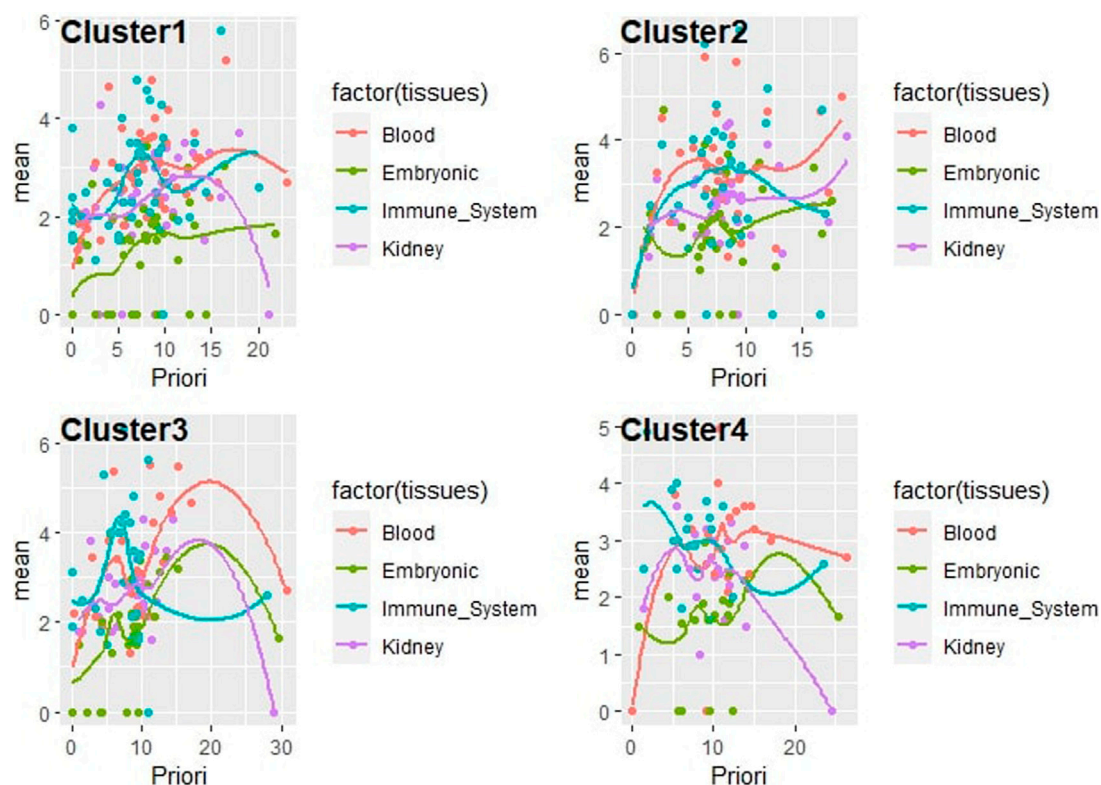 Cluster1
6
4
2
0
mean
0 5 10 15 20
Priori
factor(tissues)
Blood
Embryonic
Immune_System
Kidney
Cluster2
6
4
2
0
mean
0 5 10 15
Priori
factor(tissues)
Blood
Embryonic
Immune_System
Kidney
Cluster3
6
4
2
0
mean
0 10 20 30
Priori
factor(tissues)
Blood
Embryonic
Immune_System
Kidney
Cluster4
5
4
3
2
1
0
mean
0 10 20
Priori
factor(tissues)
Blood
Embryonic
Immune_System
Kidney